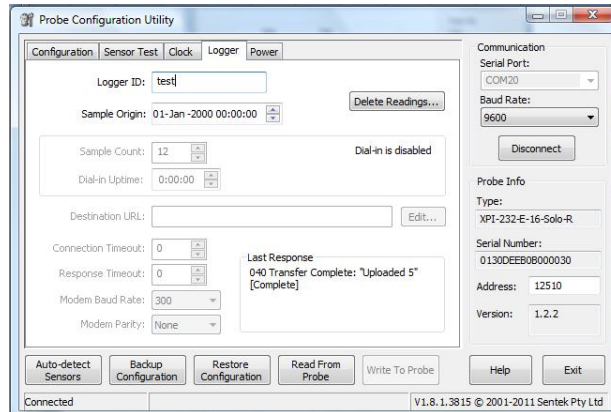 Probe Configuration Utility
Configuration Sensor Test Clock Logger Power
Logger ID: test
Sample Origin: 01-Jan -2000 00:00:00
Delete Readings...
Sample Count: 12
Dial-in is disabled
Dial-in Uptime: 0:00:00
Destination URL:
Edit...
Connection Timeout: 0
Response Timeout: 0
Modem Baud Rate: 300
Modem Parity: None
Last Response
040 Transfer Complete: "Uploaded 5"
[Complete]
Communication
Serial Port:
COM20
Baud Rate:
9600
Disconnect
Probe Info
Type:
XPI-232-E-16-Solo-R
Serial Number:
0130DEEB0B000030
Address: 12510
Version: 1.2.2
Auto-detect
Sensors
Backup
Configuration
Restore
Configuration
Read From
Probe
Write To Probe
Help
Exit
Connected
V1.8.1.3815 © 2001-2011 Sentek Pty Ltd